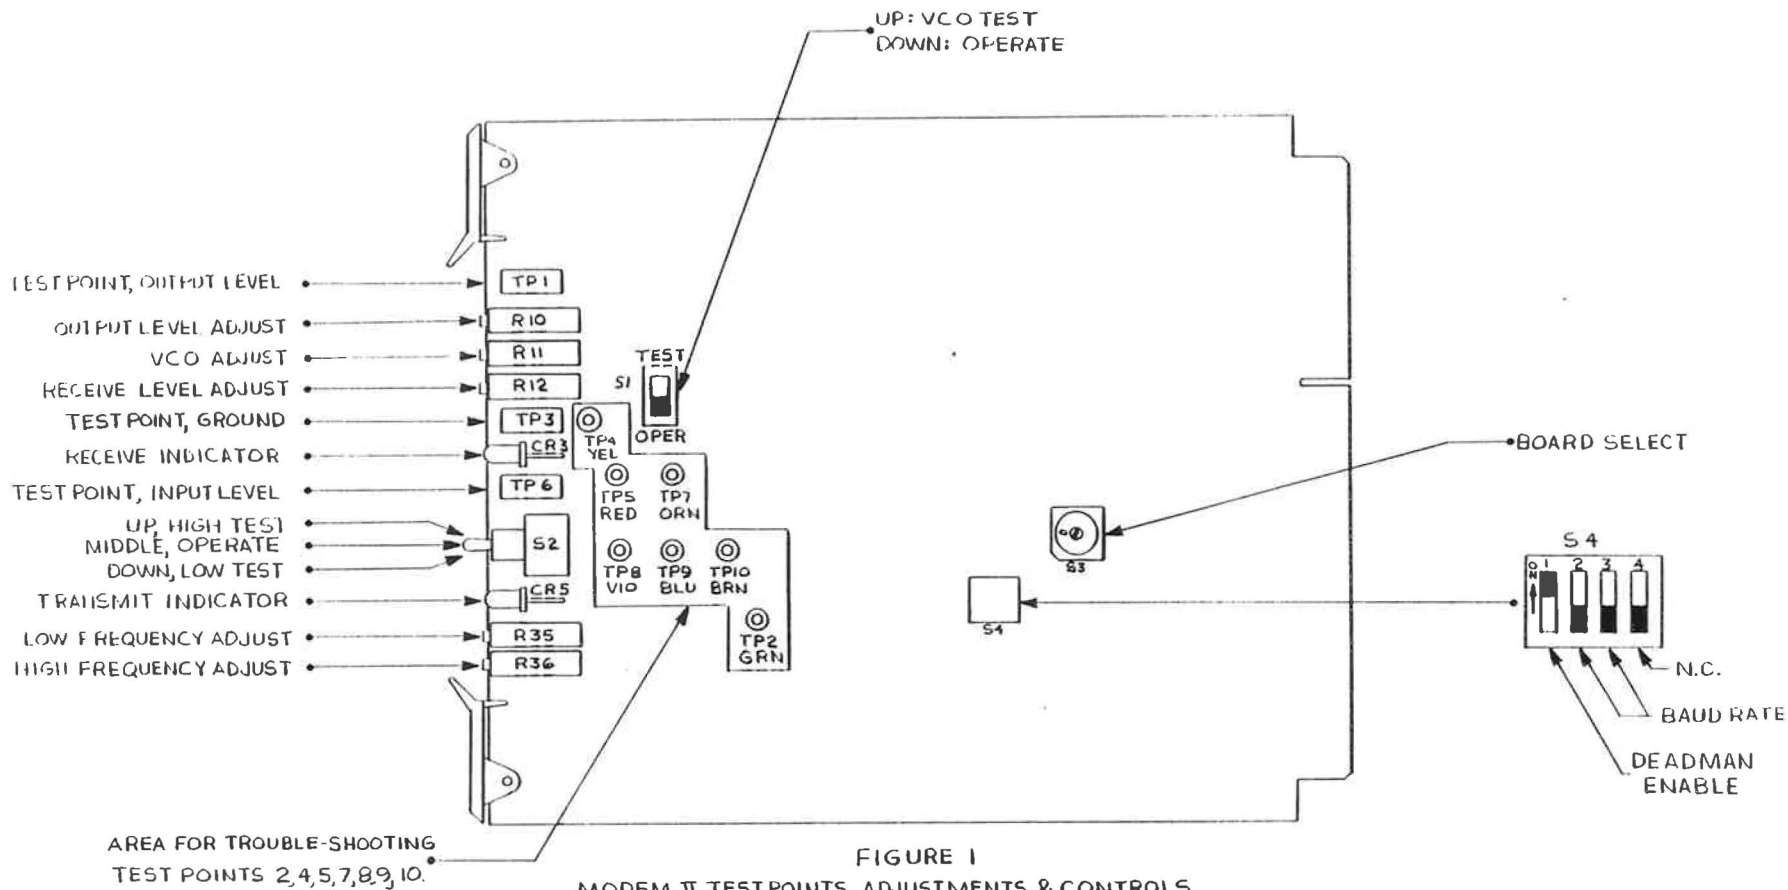 UP: VCO TEST
DOWN: OPERATE
TEST POINT, OUTPUT LEVEL
OUTPUT LEVEL ADJUST
VCO ADJUST
RECEIVE LEVEL ADJUST
TEST POINT, GROUND
RECEIVE INDICATOR
TEST POINT, INPUT LEVEL
UP, HIGH TEST
MIDDLE, OPERATE
DOWN, LOW TEST
TRANSMIT INDICATOR
LOW FREQUENCY ADJUST
HIGH FREQUENCY ADJUST
TP1
R10
R11
R12
TP3
CR3
TP6
S2
CR5
R35
R36
TEST
S1
OPER
TP4
YEL
TP5
RED
TP7
ORN
TP8
VIO
TP9
BLU
TP10
BRN
TP2
GRN
S3
S4
BOARD SELECT
S4
ON
1 2 3 4
N.C.
BAUD RATE
DEADMAN
ENABLE
AREA FOR TROUBLE-SHOOTING
TEST POINTS 2,4,5,7,8,9,10.
FIGURE 1
MODEM II TEST POINTS, ADJUSTMENTS & CONTROLS